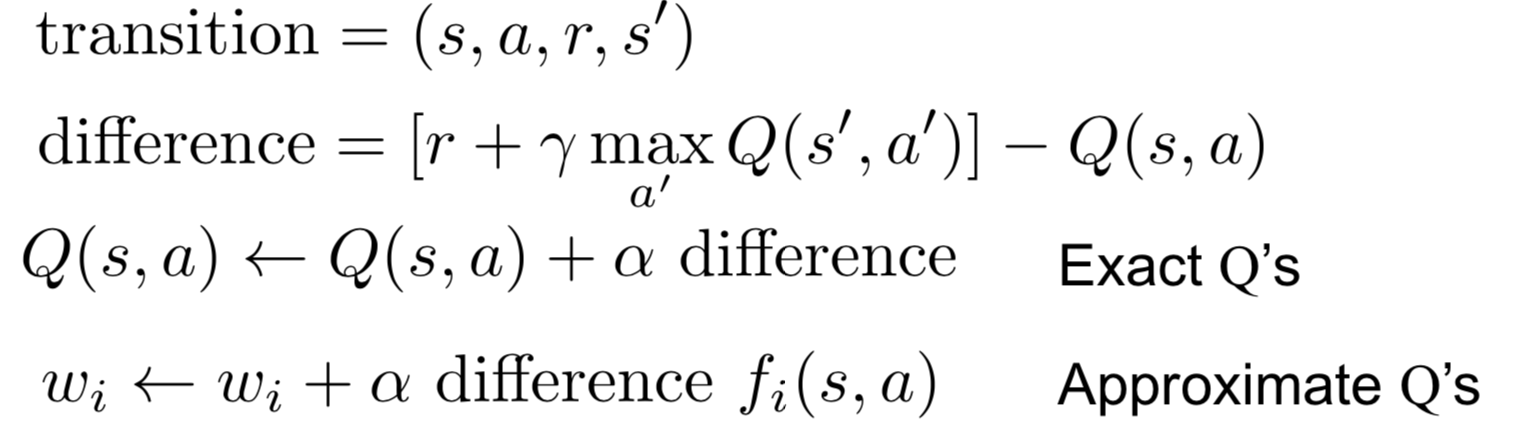 transition = (s, a, r, s′)
difference = [r + γ max_{a′} Q(s′, a′)] − Q(s, a)
Q(s, a) ← Q(s, a) + α difference Exact Q's
w_i ← w_i + α difference f_i(s, a) Approximate Q's